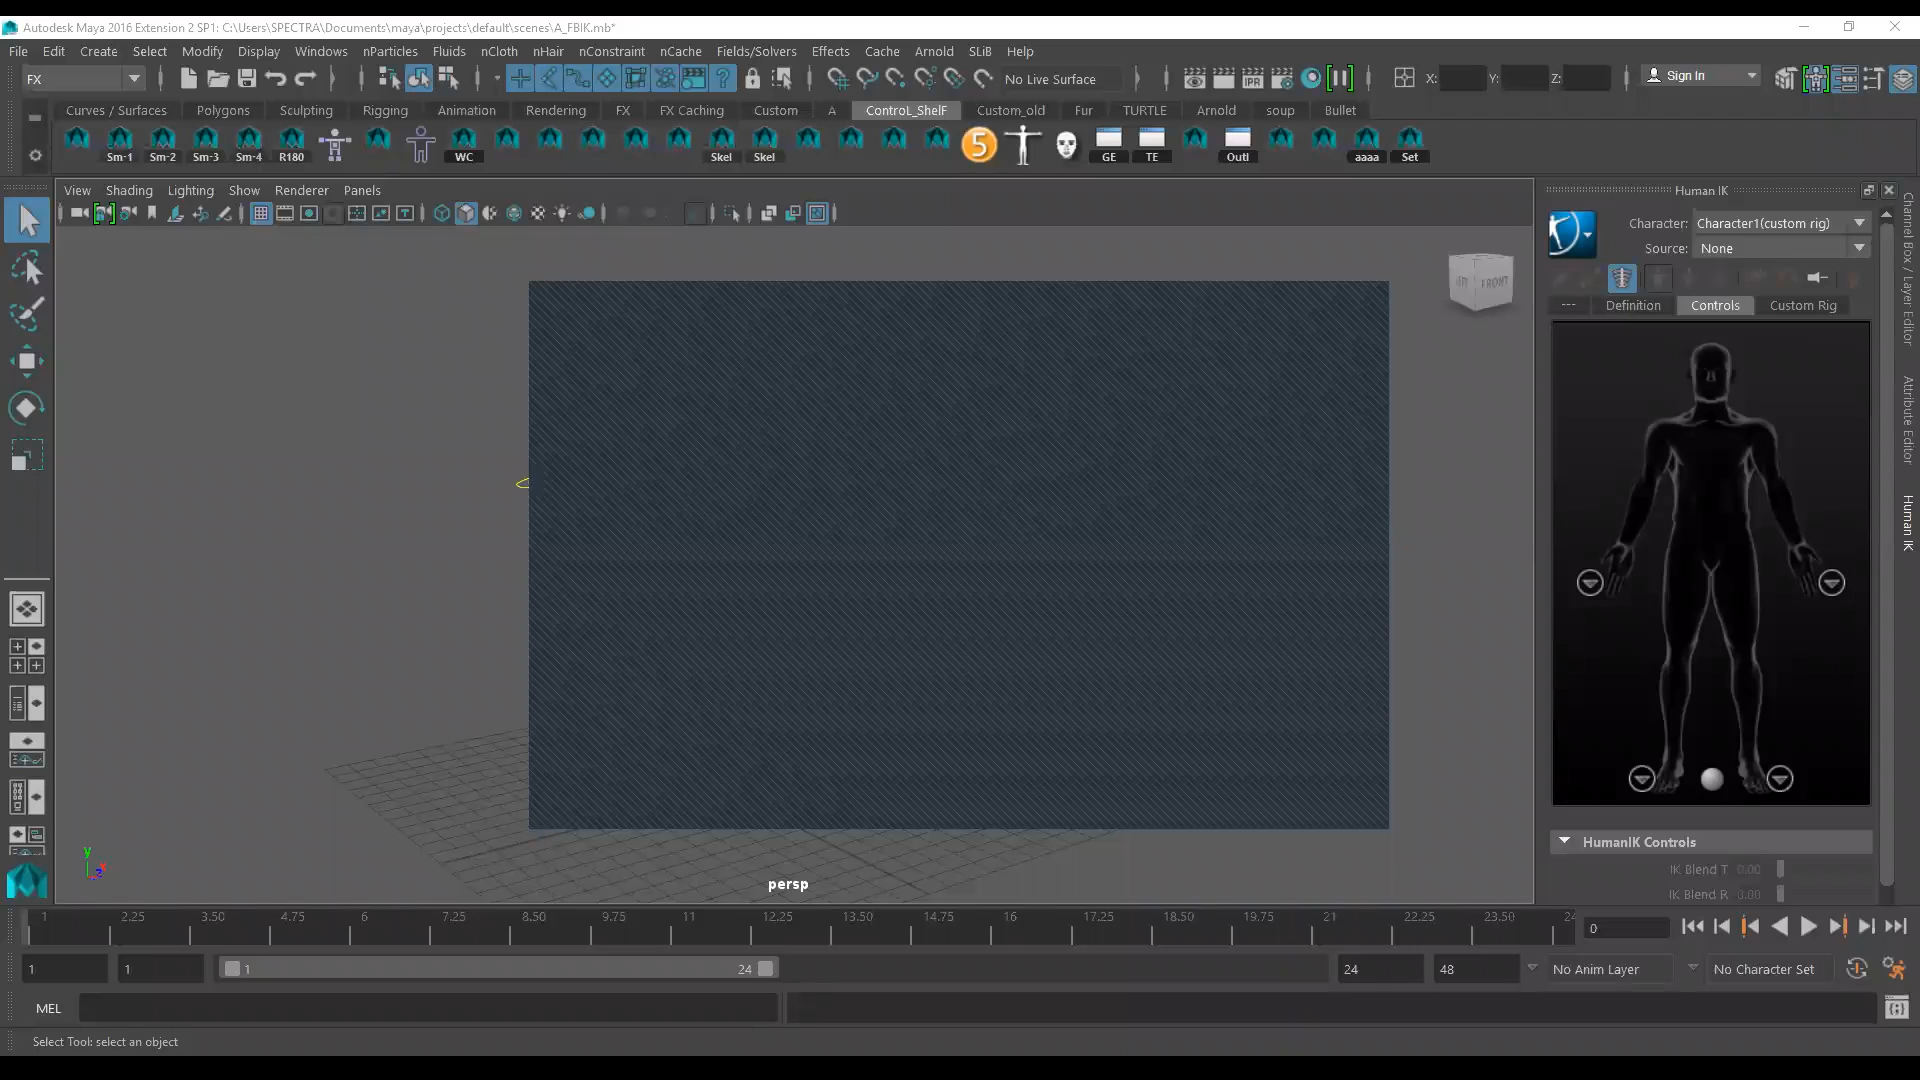 Autodesk Maya 2016 Extension 2 SP1: C:\Users\SPECTRA\Documents\maya\projects\default\scenes\A_FBIK.mb*
File Edit Create Select Modify Display Windows nParticles Fluids nCloth nHair nConstraint nCache Fields/Solvers Effects Cache Arnold SLiB Help
FX No Live Surface X: Y: Z: Sign In
Curves / Surfaces Polygons Sculpting Rigging Animation Rendering FX FX Caching Custom A ControL_ShelF Custom_old Fur TURTLE Arnold soup Bullet
Sm-1 Sm-2 Sm-3 Sm-4 R180 WC Skel Skel 5 GE TE Outl aaaa Set
View Shading Lighting Show Renderer Panels
Human IK
Character: Character1(custom rig)
Source: None
--- Definition Controls Custom Rig
FRONT
Channel Box / Layer Editor
Attribute Editor
Human IK
HumanIK Controls
IK Blend T 0.00
IK Blend R 0.00
y
x
z
persp
1 2.25 3.50 4.75 6 7.25 8.50 9.75 11 12.25 13.50 14.75 16 17.25 18.50 19.75 21 22.25 23.50 24 0
1 1 1 24 24 48 No Anim Layer No Character Set
MEL
Select Tool: select an object